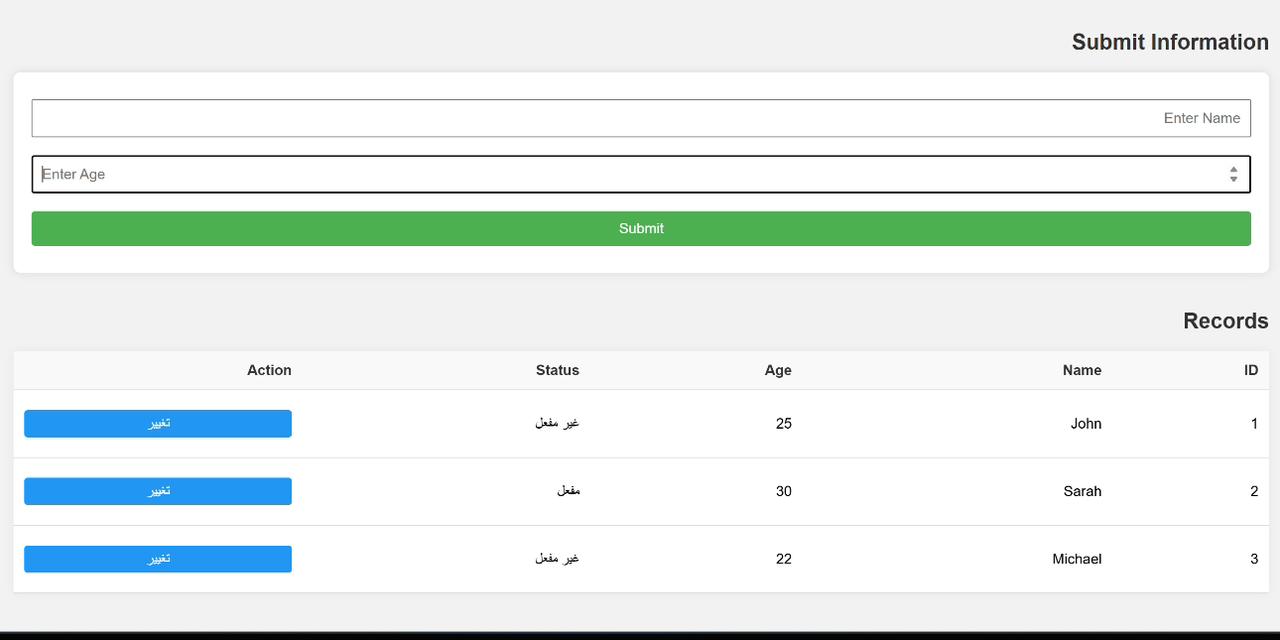 Submit Information
Enter Name
Enter Age
Submit
Records
ID Name Age Status Action
1 John 25 غير مفعل تغيير
2 Sarah 30 مفعل تغيير
3 Michael 22 غير مفعل تغيير